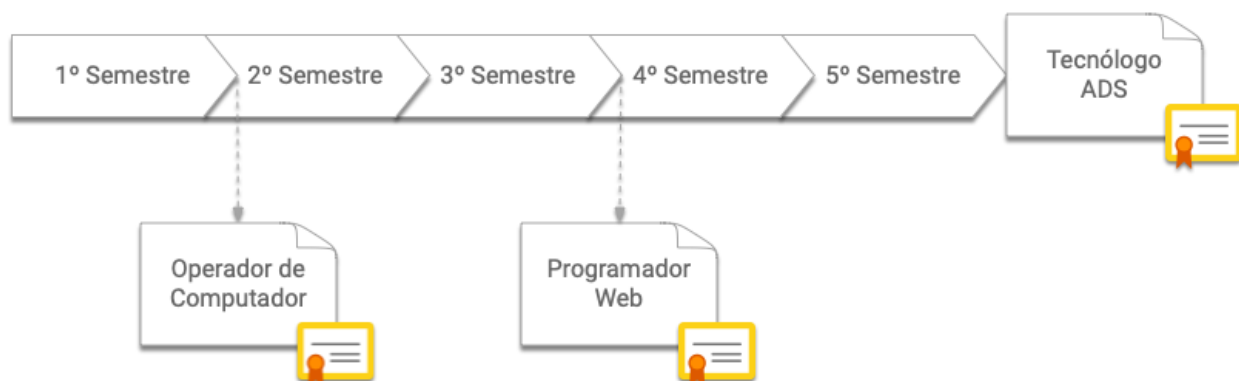 1º Semestre
2º Semestre
3º Semestre
4º Semestre
5º Semestre
Tecnólogo
ADS
Operador de
Computador
Programador
Web